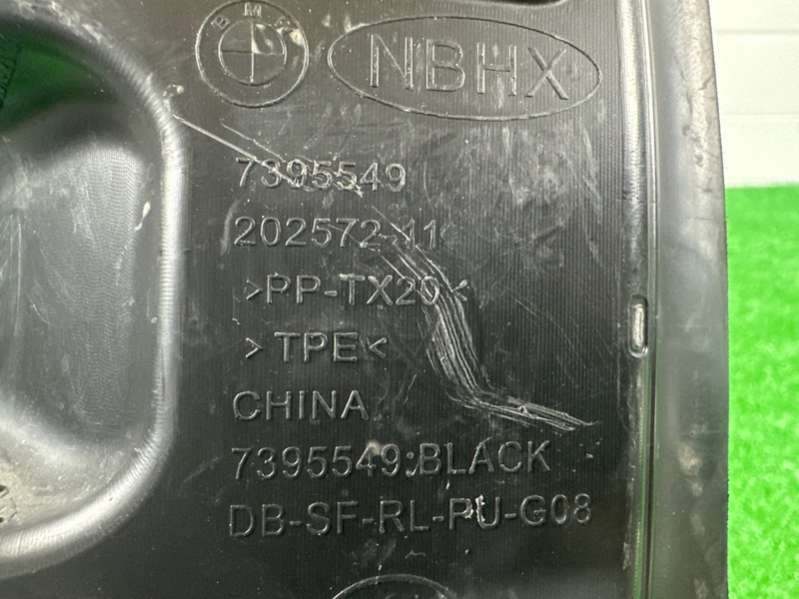 BMW NBHX
7395549
202572-11
>PP-TX20<
>TPE<
CHINA
7395549:BLACK
DB-SF-RL-PU-G08